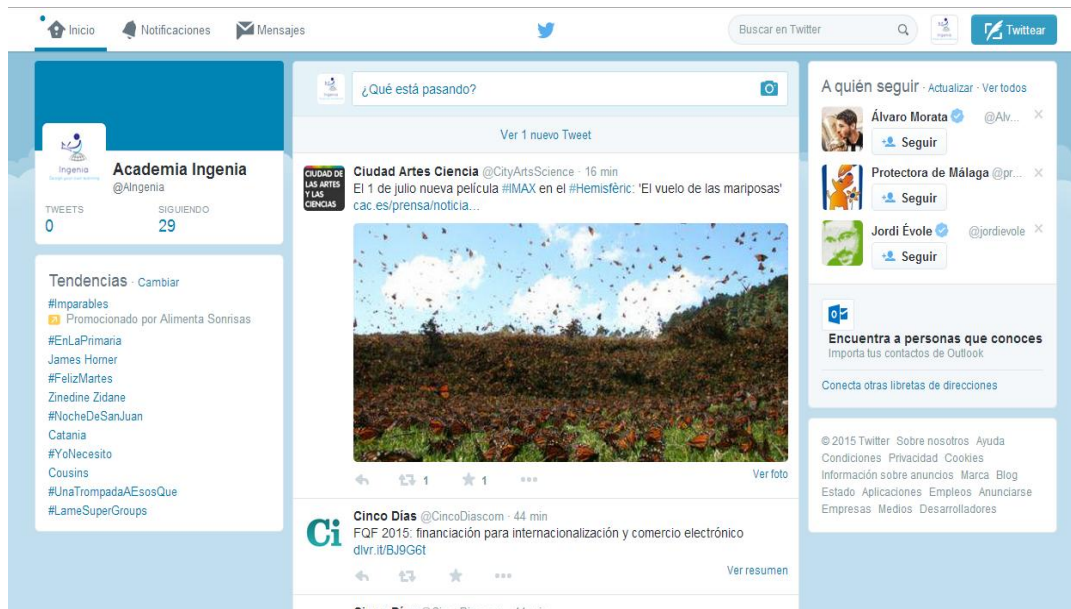 Inicio
Notificaciones
Mensajes
Buscar en Twitter
Twittear
Ingenia
Academia Ingenia
@AIngenia
TWEETS
SIGUIENDO
0
29
Tendencias · Cambiar
#Imparables
Promocionado por Alimenta Sonrisas
#EnLaPrimaria
James Horner
#FelizMartes
Zinedine Zidane
#NocheDeSanJuan
Catania
#YoNecesito
Cousins
#UnaTrompadaAEsosQue
#LameSuperGroups
¿Qué está pasando?
Ver 1 nuevo Tweet
CIUDAD DE
LAS ARTES
Y LAS
CIENCIAS
Ciudad Artes Ciencia @CityArtsScience · 16 min
El 1 de julio nueva película #IMAX en el #Hemisfèric: 'El vuelo de las mariposas'
cac.es/prensa/noticia...
1
1
Ver foto
Ci
Cinco Días @CincoDiascom · 44 min
FQF 2015: financiación para internacionalización y comercio electrónico
dlvr.it/BJ9G6t
Ver resumen
A quién seguir · Actualizar · Ver todos
Álvaro Morata @Alv...
Seguir
Protectora de Málaga @pr...
Seguir
Jordi Évole @jordievole
Seguir
Encuentra a personas que conoces
Importa tus contactos de Outlook
Conecta otras libretas de direcciones
© 2015 Twitter Sobre nosotros Ayuda
Condiciones Privacidad Cookies
Información sobre anuncios Marca Blog
Estado Aplicaciones Empleos Anunciarse
Empresas Medios Desarrolladores